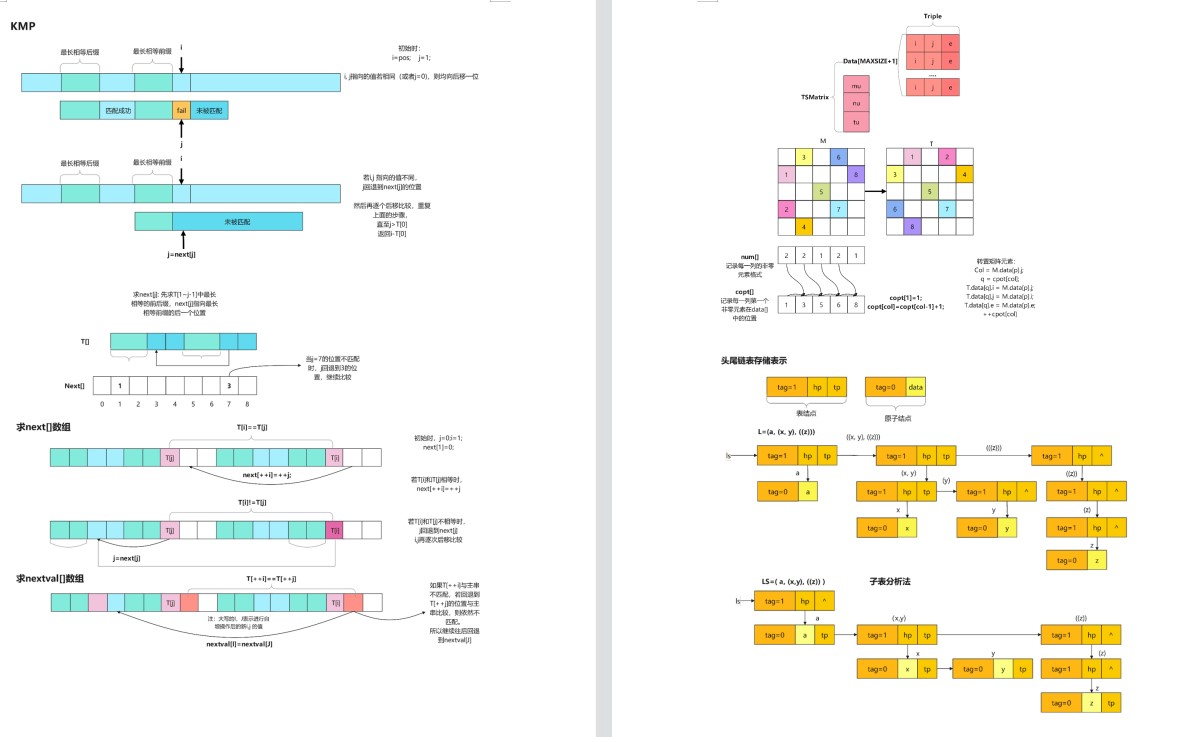 KMP
最长相等后缀
最长相等前缀
i
初始时：
i=pos; j=1;
i, j指向的值若相同（或者j=0），则均向后移一位
匹配成功
fail
未被匹配
j
最长相等后缀
最长相等前缀
i
若i,j 指向的值不同，
j回退到next[j]的位置
然后再逐个后移比较，重复
上面的步骤，
直至j>T[0]
返回i-T[0]
未被匹配
j=next[j]
求next[j]: 先求T[1~j-1]中最长
相等的前后缀，next[j]指向最长
相等前缀的后一个位置
T[]
当j=7的位置不匹配
时，j回退到3的位
置，继续比较
Next[]
1
3
0 1 2 3 4 5 6 7 8
求next[]数组
T[i]==T[j]
T[j]
T[i]
初始时，j=0;i=1;
next[1]=0;
next[++i]=++j;
若T[i]和T[j]相等时，
next[++i]=++j
T[i]!=T[j]
T[j]
T[i]
若T[i]和T[j]不相等时，
j回退到next[j]
i,j再逐次后移比较
j=next[j]
求nextval[]数组
T[++i]==T[++j]
T[j]
T[i]
注：大写的I、J表示进行自
增操作后的新i,j 的值
nextval[I]=nextval[J]
如果T[++i]与主串
不匹配，若回退到
T[++j]的位置与主
串比较，则依然不
匹配。
所以继续往后回退
到nextval[J]
Triple
i j e
Data[MAXSIZE+1]
i j e
....
i j e
TSMatrix
mu
nu
tu
M
T
3 6
1 8
5
2 7
4
1 2
3 4
5
6 7
8
num[]
记录每一列的非零
元素格式
2 2 1 2 1
copt[]
记录每一列第一个
非零元素在data[]
中的位置
1 3 5 6 8
copt[1]=1;
copt[col]=copt[col-1]+1;
转置矩阵元素：
Col = M.data[p].j;
q = cpot[col];
T.data[q].i = M.data[p].j;
T.data[q].j = M.data[p].i;
T.data[q].e = M.data[p].e;
++cpot[col]
头尾链表存储表示
tag=1 hp tp
tag=0 data
表结点
原子结点
L=(a, (x, y), ((z)))
((x, y), ((z)))
(((z)))
ls
tag=1 hp tp
tag=1 hp tp
tag=1 hp ^
a
(x, y)
((z))
tag=0 a
tag=1 hp tp
(y)
tag=1 hp ^
tag=1 hp ^
x
y
(z)
tag=0 x
tag=0 y
tag=1 hp ^
z
tag=0 z
LS=( a, (x,y), ((z)) )
子表分析法
ls
tag=1 hp ^
a
(x,y)
((z))
tag=0 a tp
tag=1 hp tp
tag=1 hp ^
x
y
(z)
tag=0 x tp
tag=0 y tp
tag=1 hp ^
z
tag=0 z tp